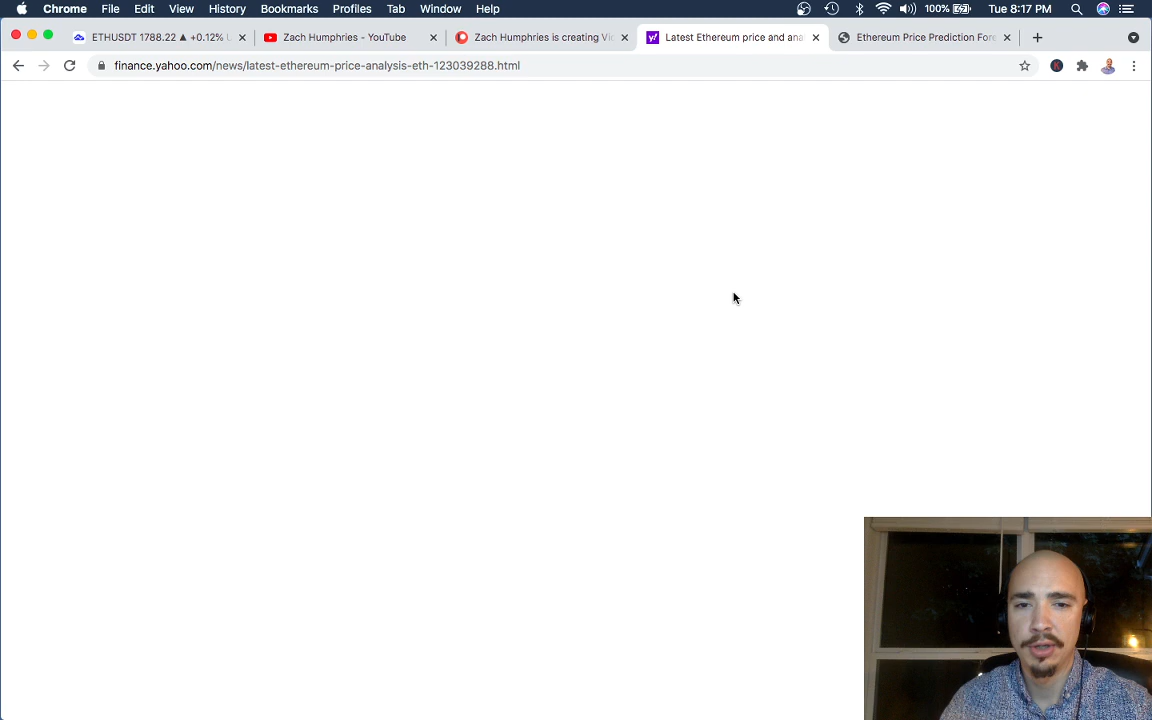 Chrome File Edit View History Bookmarks Profiles Tab Window Help 100% Tue 8:17 PM
ETHUSDT 1788.22 ▲ +0.12% Zach Humphries - YouTube Zach Humphries is creating Latest Ethereum price and Ethereum Price Prediction
finance.yahoo.com/news/latest-ethereum-price-analysis-eth-123039288.html